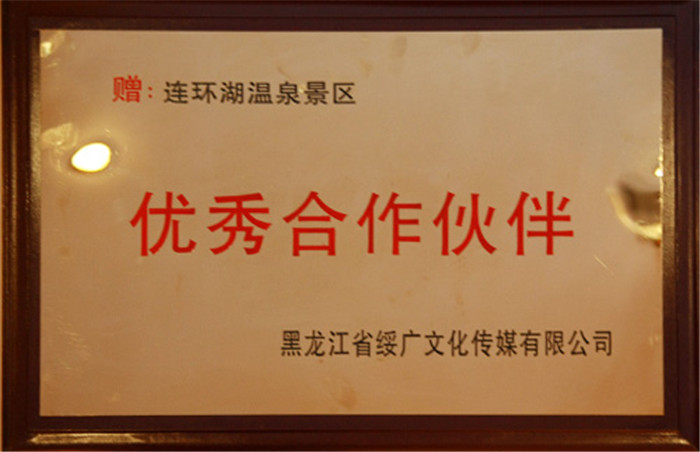 赠：连环湖温泉景区
优秀合作伙伴
黑龙江省绥广文化传媒有限公司